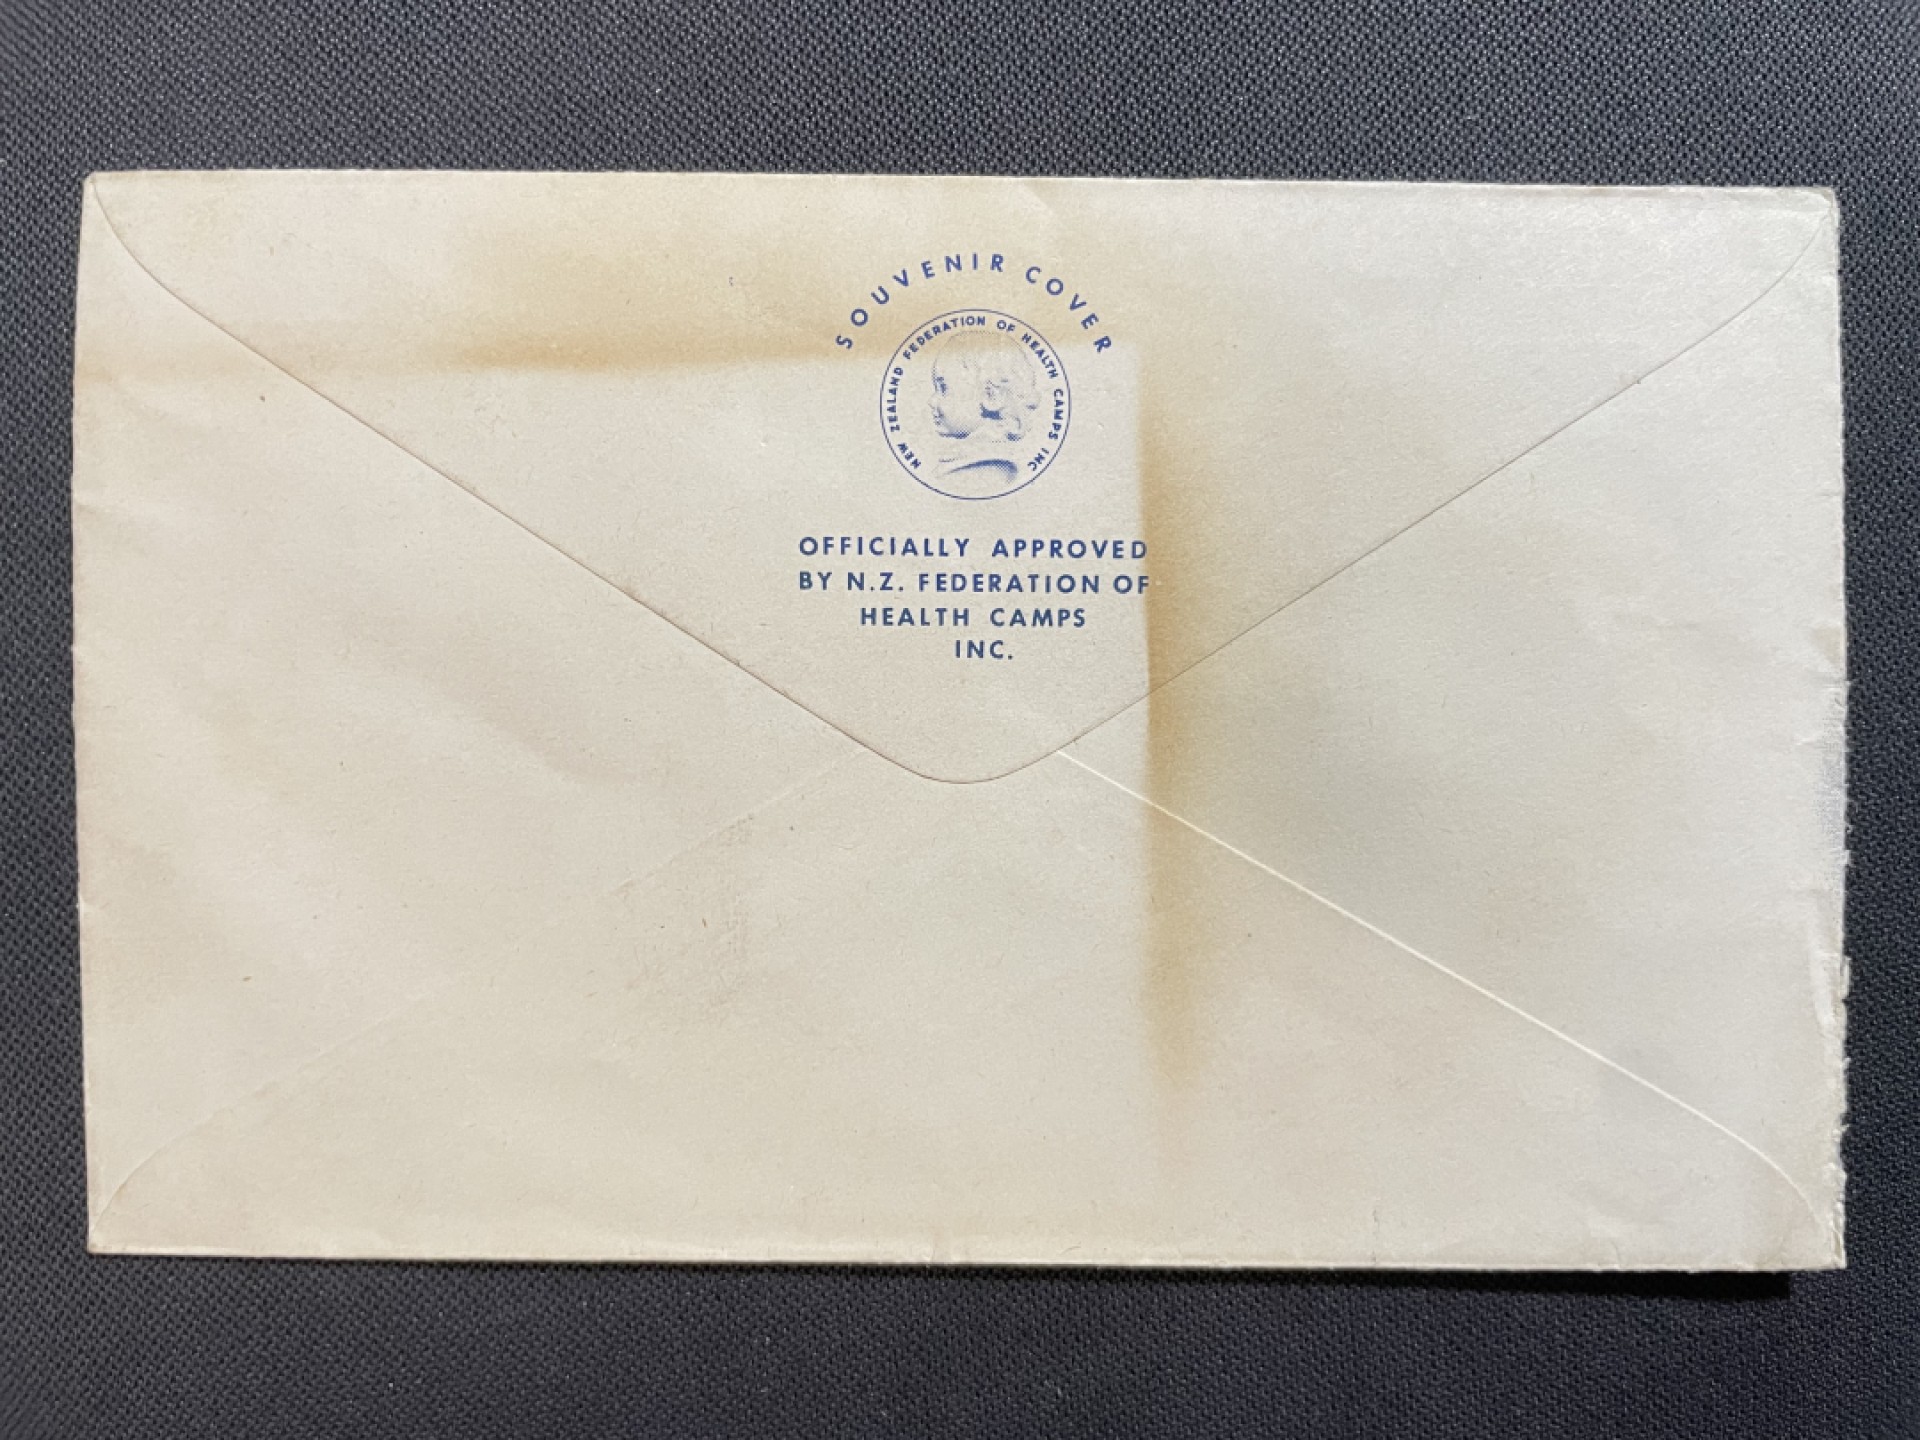 SOUVENIR COVER
NEW ZEALAND FEDERATION OF HEALTH CAMPS INC
OFFICIALLY APPROVED
BY N.Z. FEDERATION OF
HEALTH CAMPS
INC.